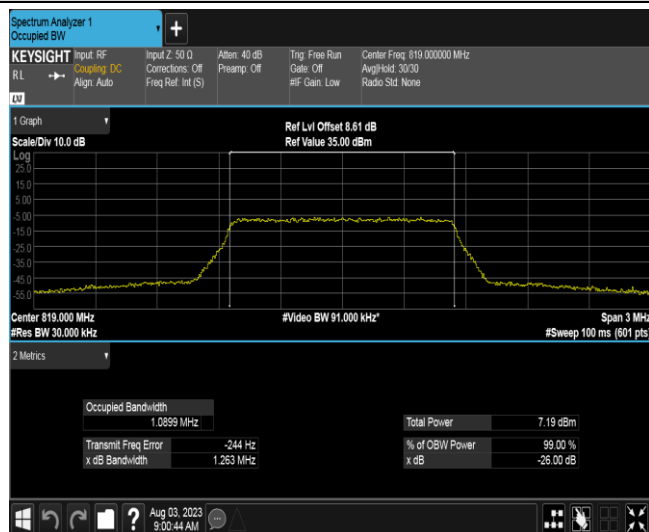 Spectrum Analyzer 1
Occupied BW
+
KEYSIGHT
RL
LXI
Input: RF
Coupling: DC
Align: Auto
Input Z: 50 Ω
Corrections: Off
Freq Ref: Int (S)
Atten: 40 dB
Preamp: Off
Trig: Free Run
Gate: Off
#IF Gain: Low
Center Freq: 819.000000 MHz
Avg|Hold: 30/30
Radio Std: None
1 Graph
Scale/Div 10.0 dB
Ref Lvl Offset 8.61 dB
Ref Value 35.00 dBm
Log
25.0
15.0
5.00
-5.00
-15.0
-25.0
-35.0
-45.0
-55.0
Center 819.000 MHz
#Res BW 30.000 kHz
#Video BW 91.000 kHz*
Span 3 MHz
#Sweep 100 ms (601 pts)
2 Metrics
Occupied Bandwidth
1.0899 MHz
Transmit Freq Error -244 Hz
x dB Bandwidth 1.263 MHz
Total Power 7.19 dBm
% of OBW Power 99.00 %
x dB -26.00 dB
?
Aug 03, 2023
9:00:44 AM